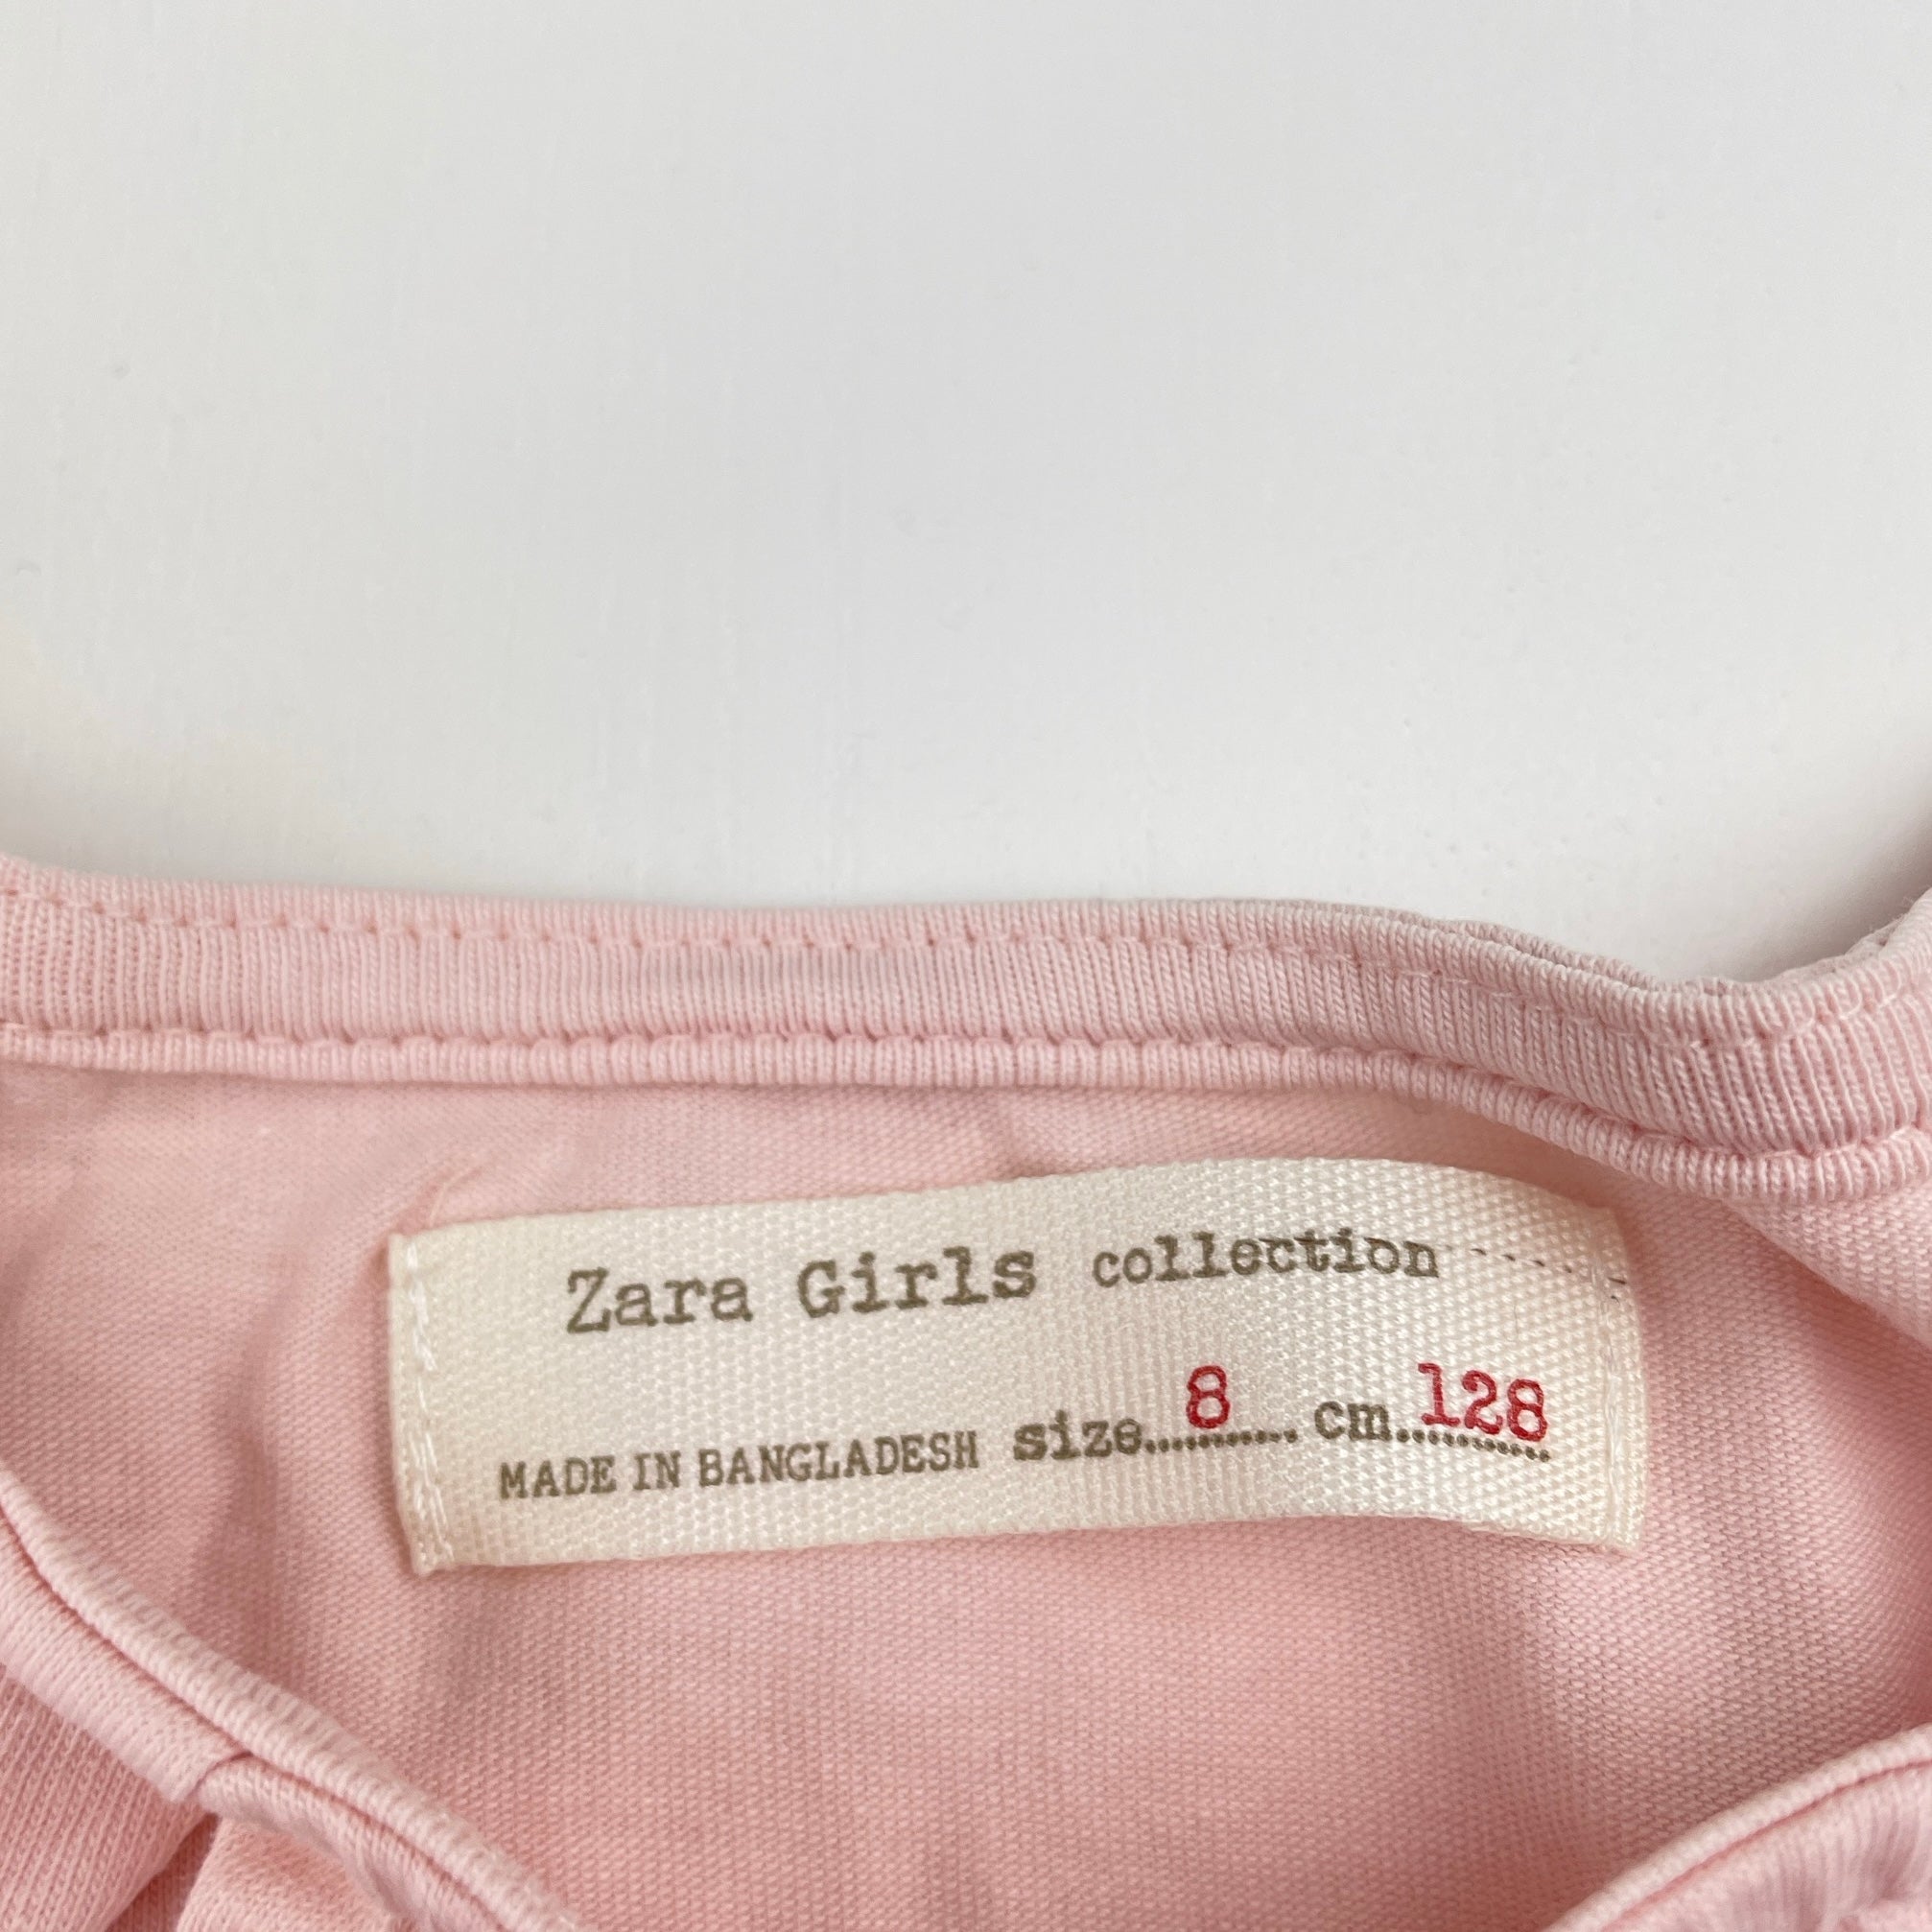 Zara Girls collection
MADE IN BANGLADESH size 8 cm 128